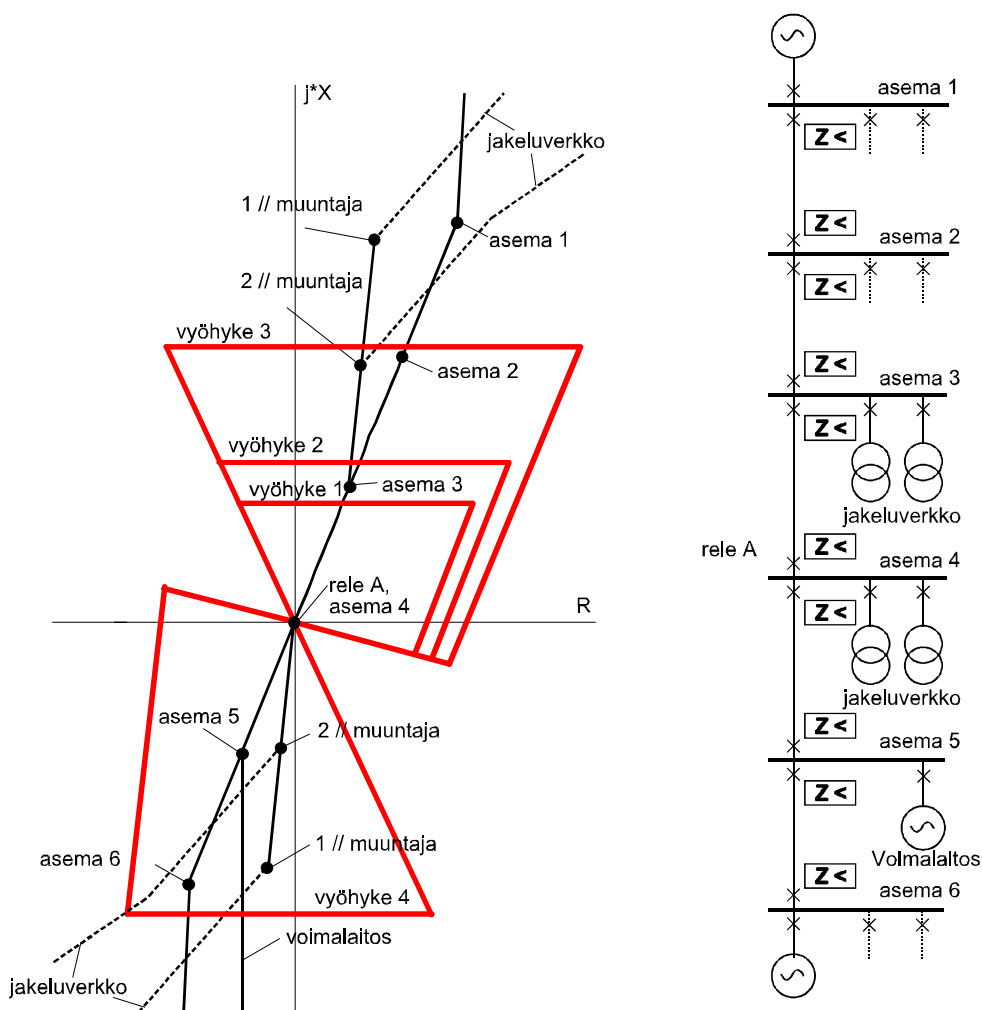 j*X
jakeluverkko
1 // muuntaja
asema 1
2 // muuntaja
vyöhyke 3
asema 2
vyöhyke 2
vyöhyke 1
asema 3
rele A,
asema 4
R
asema 5
2 // muuntaja
asema 6
1 // muuntaja
vyöhyke 4
voimalaitos
jakeluverkko
asema 1
Z <
Z <
asema 2
Z <
Z <
asema 3
Z <
jakeluverkko
rele A
Z <
asema 4
Z <
jakeluverkko
Z <
asema 5
Z <
Voimalaitos
Z <
asema 6